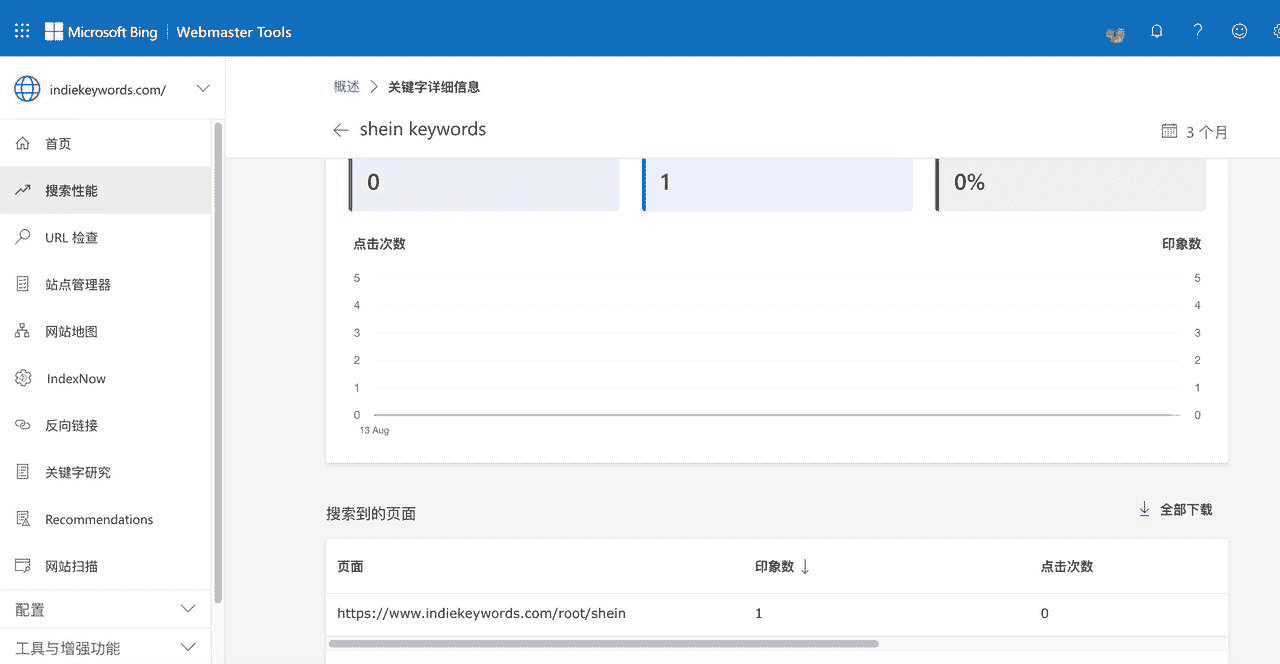 Microsoft Bing Webmaster Tools
indiekeywords.com/
首页
搜索性能
URL 检查
站点管理器
网站地图
IndexNow
反向链接
关键字研究
Recommendations
网站扫描
配置
工具与增强功能
概述 关键字详细信息
shein keywords
3 个月
0 1 0%
点击次数 印象数
5 5
4 4
3 3
2 2
1 1
0 0
13 Aug
搜索到的页面 全部下载
页面 印象数 点击次数
https://www.indiekeywords.com/root/shein 1 0